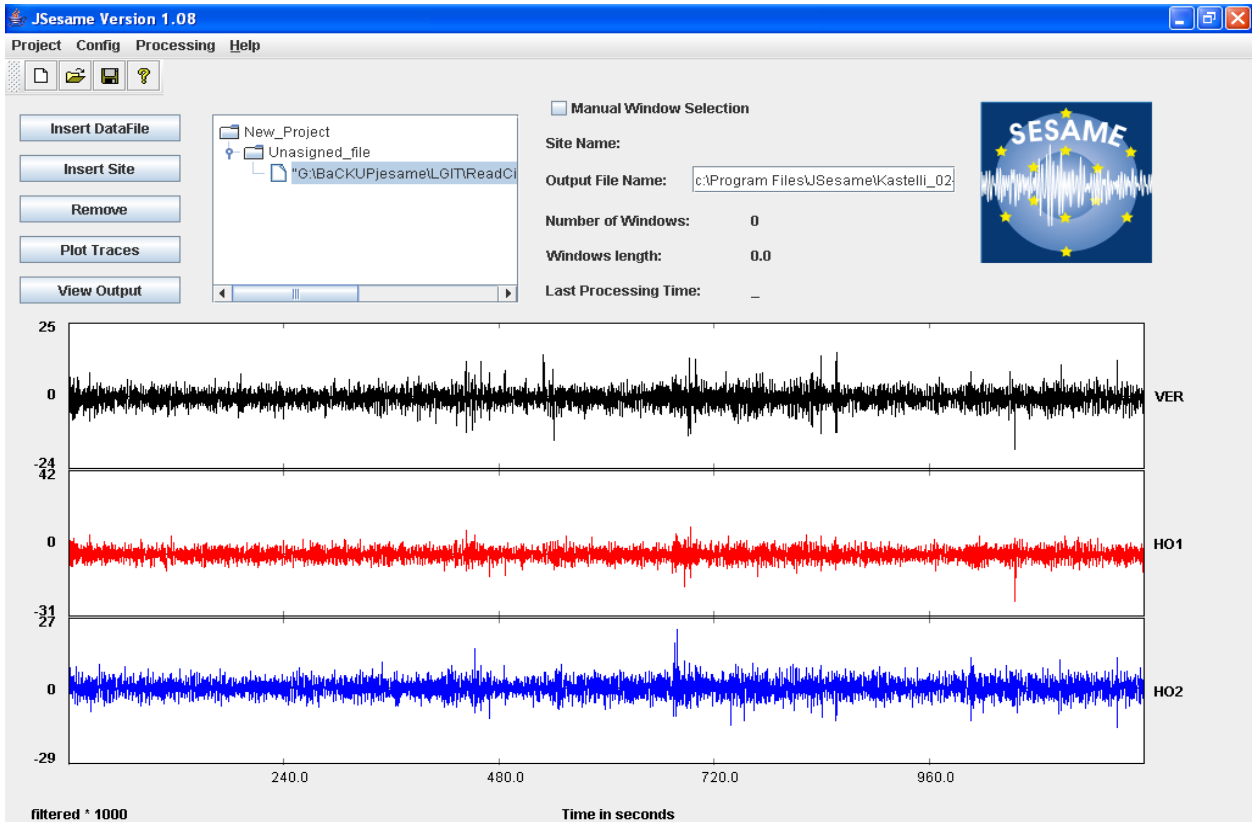 JSesame Version 1.08
Project Config Processing Help
Insert DataFile
Insert Site
Remove
Plot Traces
View Output
New_Project
Unasigned_file
"G:\BaCKUPjesame\LGIT\ReadCi
Manual Window Selection
Site Name:
Output File Name: c:\Program Files\JSesame\Kastelli_02-
Number of Windows: 0
Windows length: 0.0
Last Processing Time: _
SESAME
25
0
-24
VER
42
0
-31
HO1
27
0
-29
HO2
240.0 480.0 720.0 960.0
filtered * 1000 Time in seconds